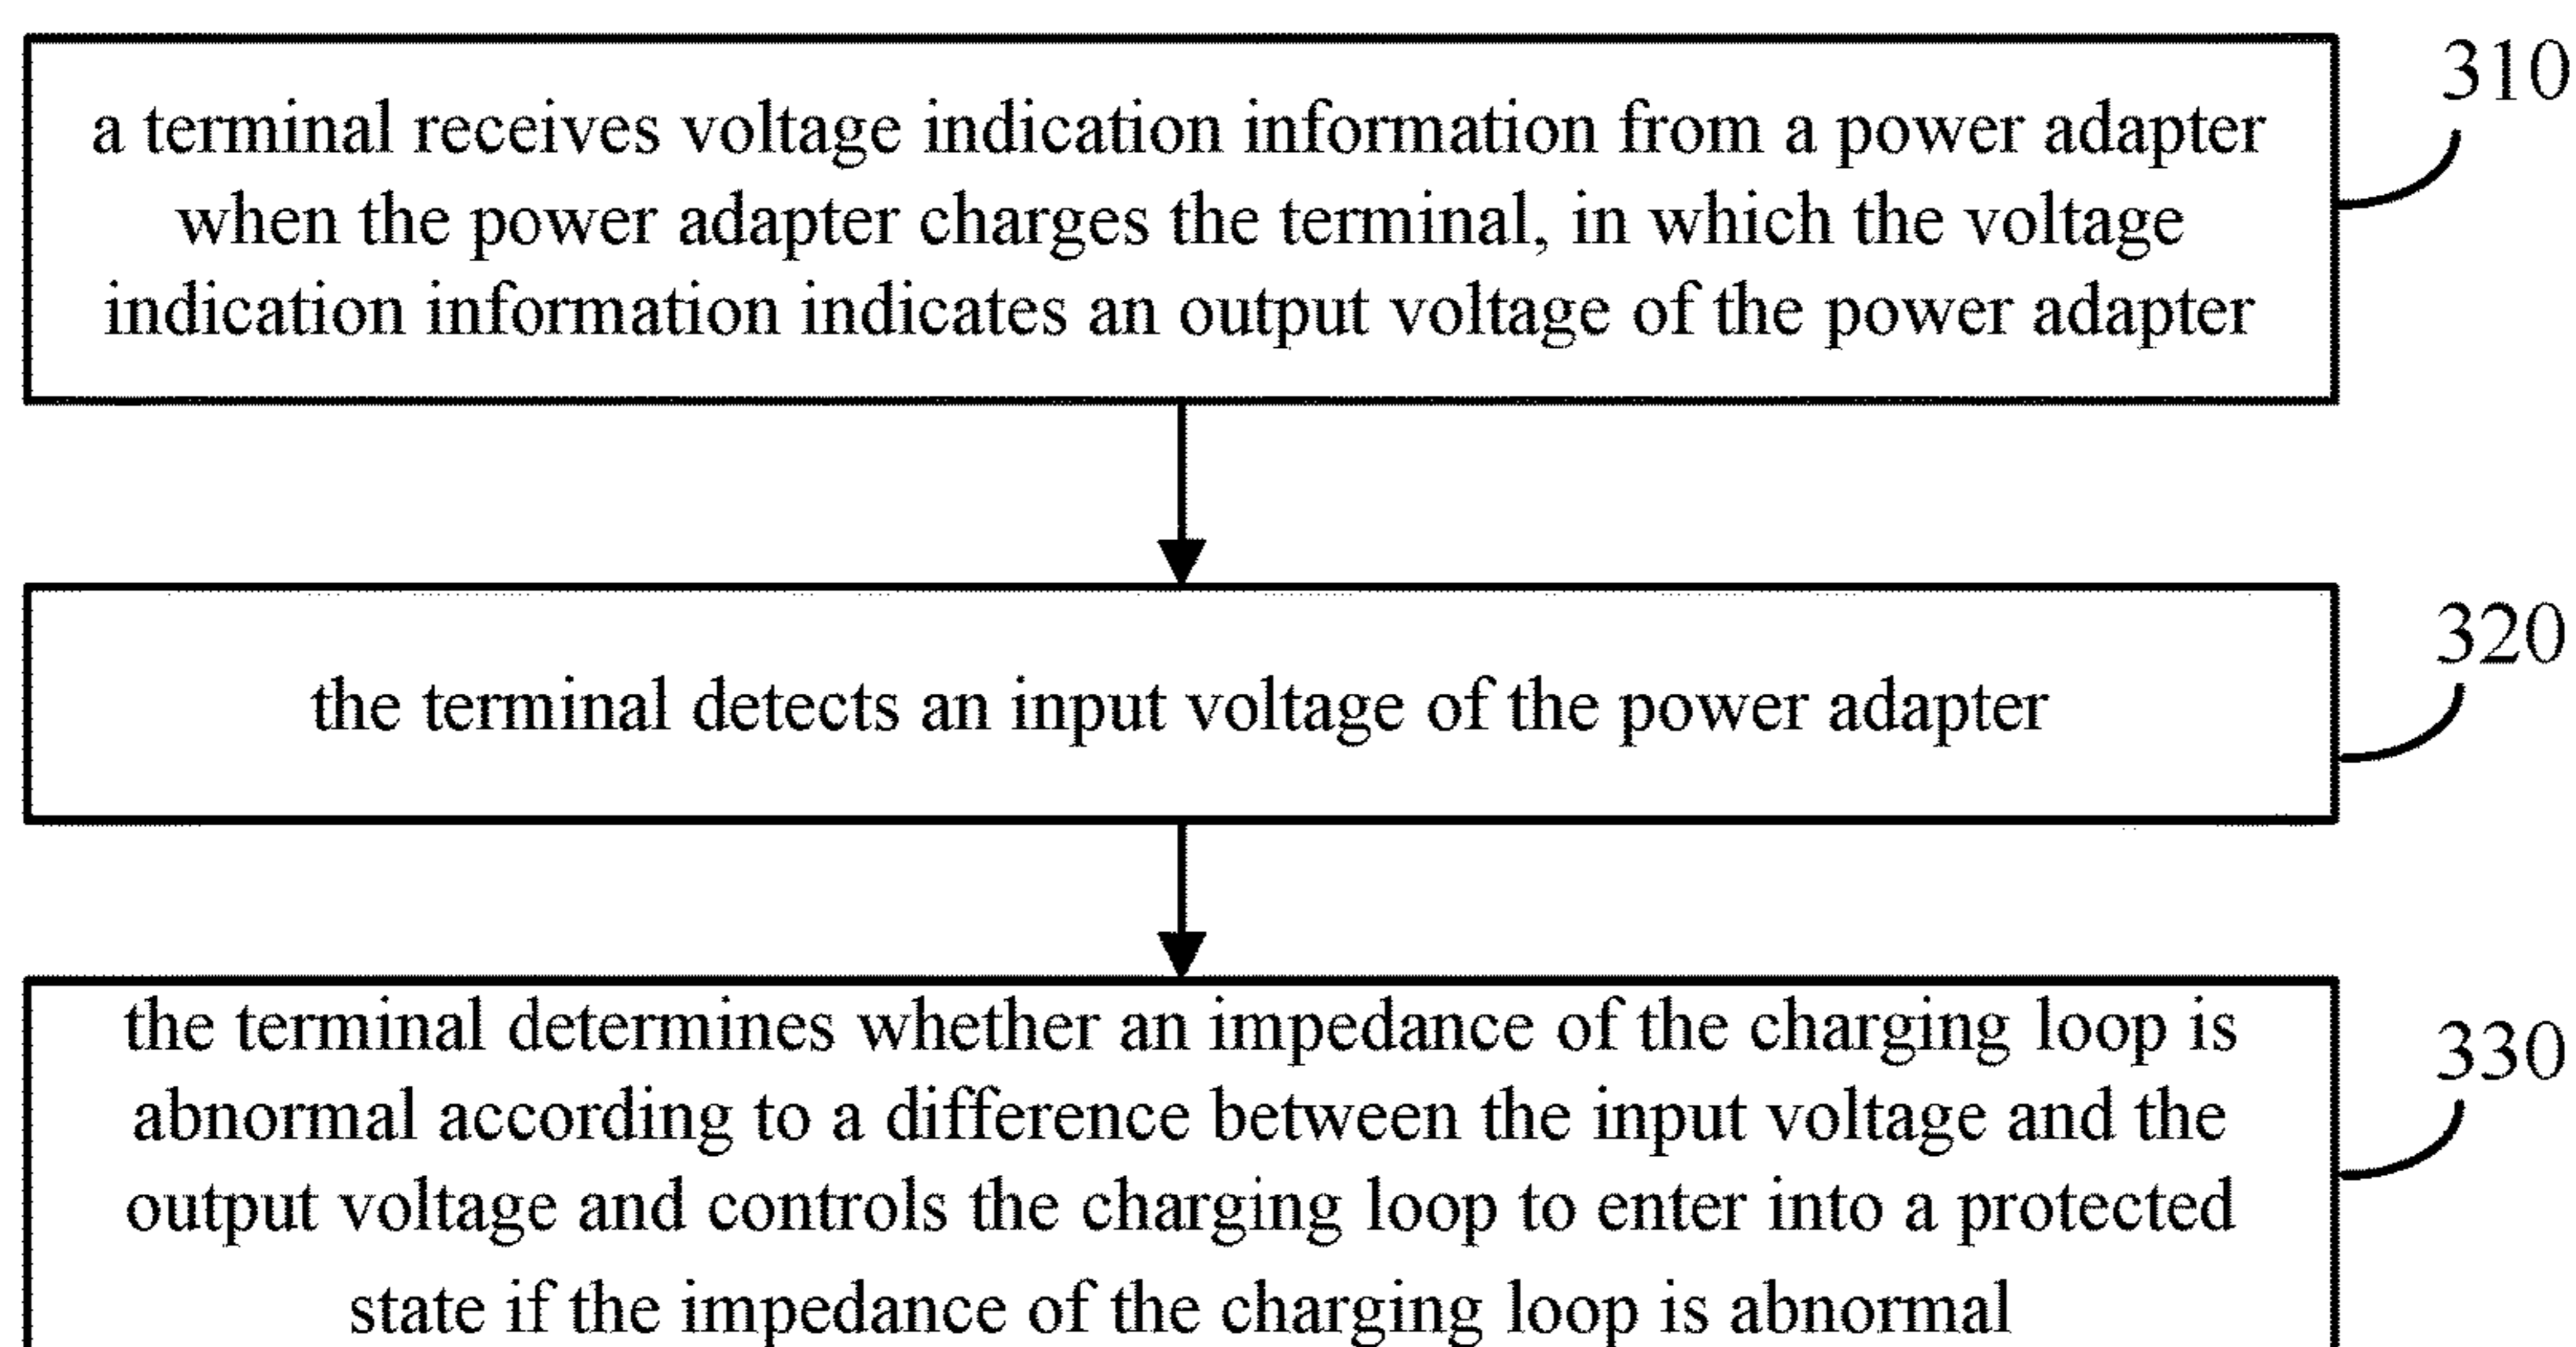 310
a terminal receives voltage indication information from a power adapter
when the power adapter charges the terminal, in which the voltage
indication information indicates an output voltage of the power adapter
320
the terminal detects an input voltage of the power adapter
330
the terminal determines whether an impedance of the charging loop is
abnormal according to a difference between the input voltage and the
output voltage and controls the charging loop to enter into a protected
state if the impedance of the charging loop is abnormal